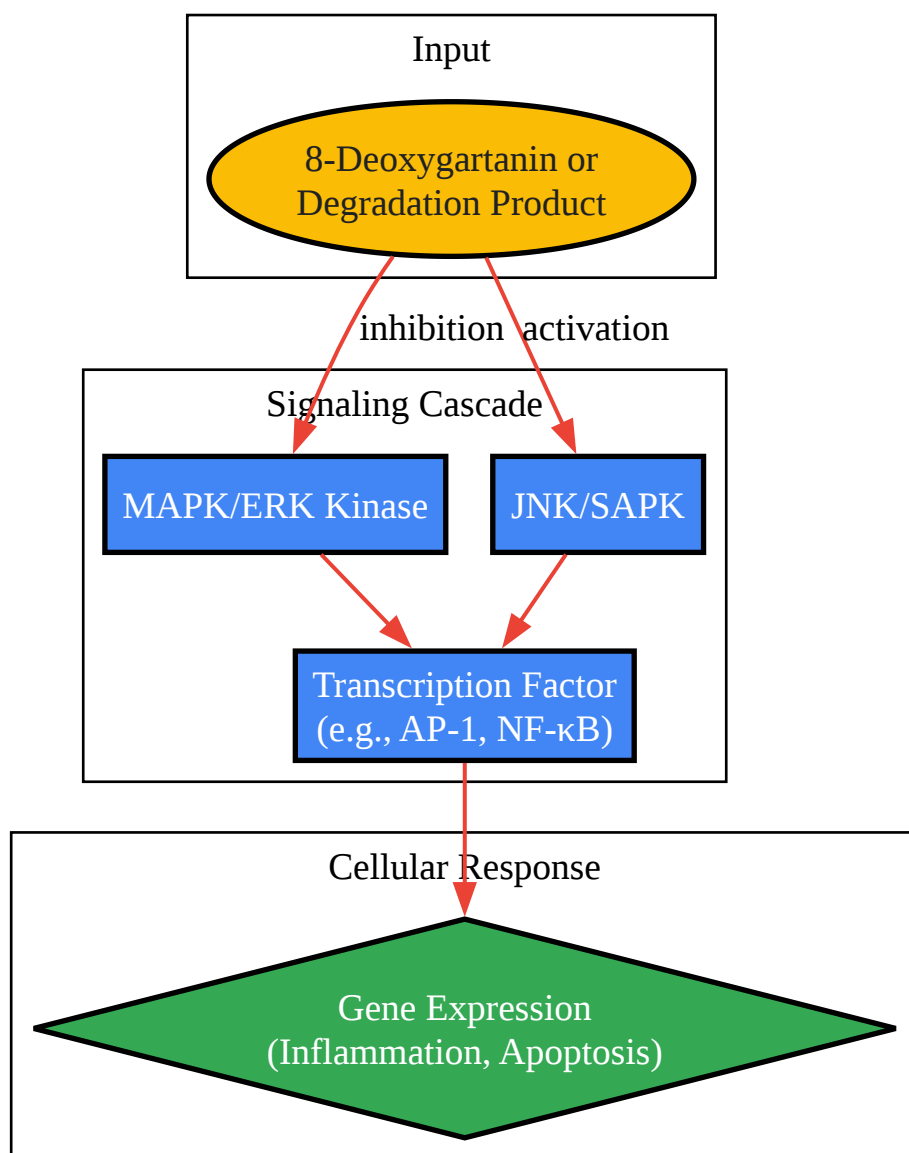 Input
8-Deoxygartanin or
Degradation Product
inhibition
activation
Signaling Cascade
MAPK/ERK Kinase
JNK/SAPK
Transcription Factor
(e.g., AP-1, NF-κB)
Cellular Response
Gene Expression
(Inflammation, Apoptosis)